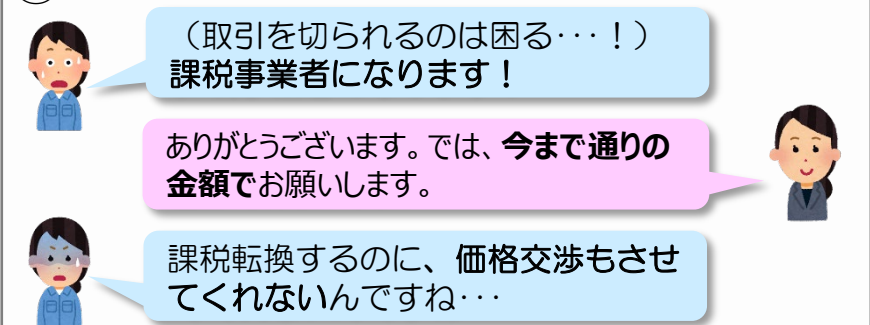 （取引を切られるのは困る･･･！）
課税事業者になります！
ありがとうございます。では、今まで通りの
金額でお願いします。
課税転換するのに、価格交渉もさせ
てくれないんですね･･･